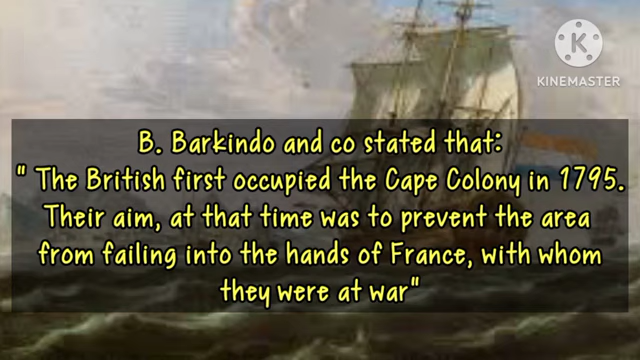 KINEMASTER
B. Barkindo and co stated that:
" The British first occupied the Cape Colony in 1795.
Their aim, at that time was to prevent the area
from failing into the hands of France, with whom
they were at war"